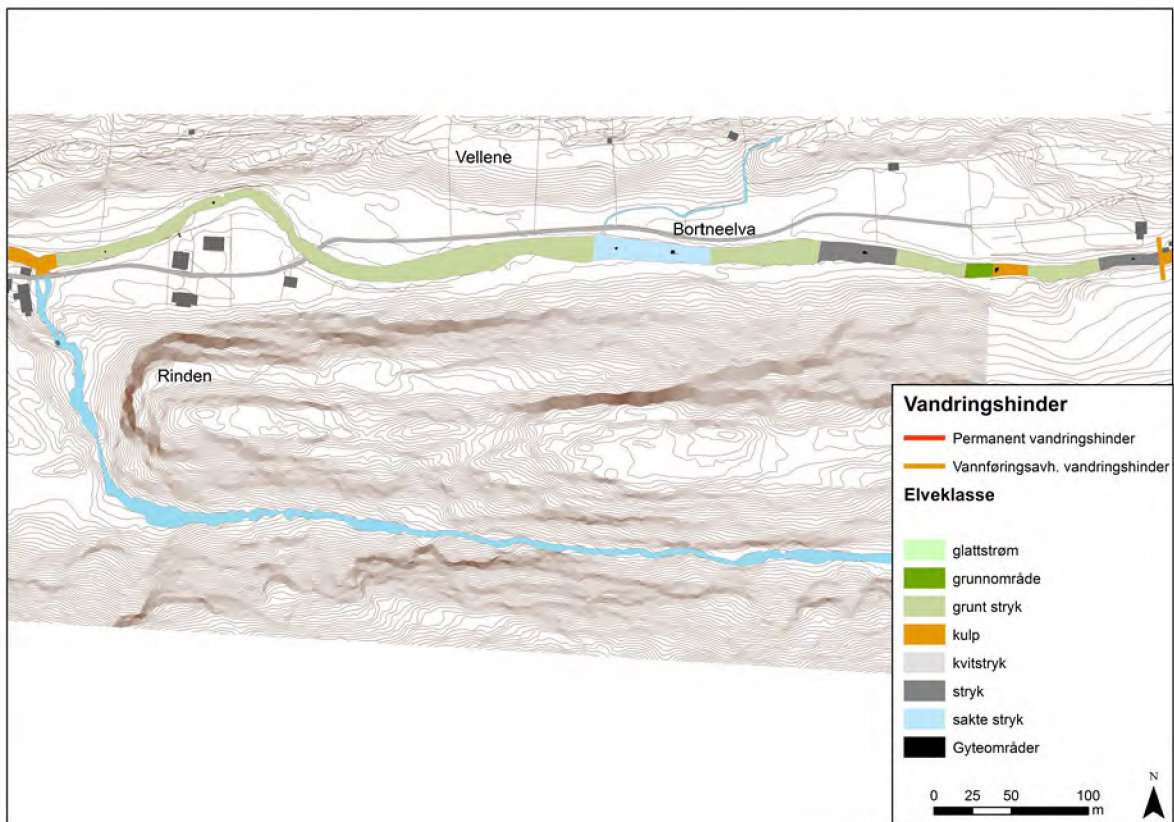 Vellene
Bortneelva
Rinden
Vandringshinder
Permanent vandringshinder
Vannføringsavh. vandringshinder
Elveklasse
glattstrøm
grunnområde
grunt stryk
kulp
kvitstryk
stryk
sakte stryk
Gyteområder
N
0 25 50 100
m